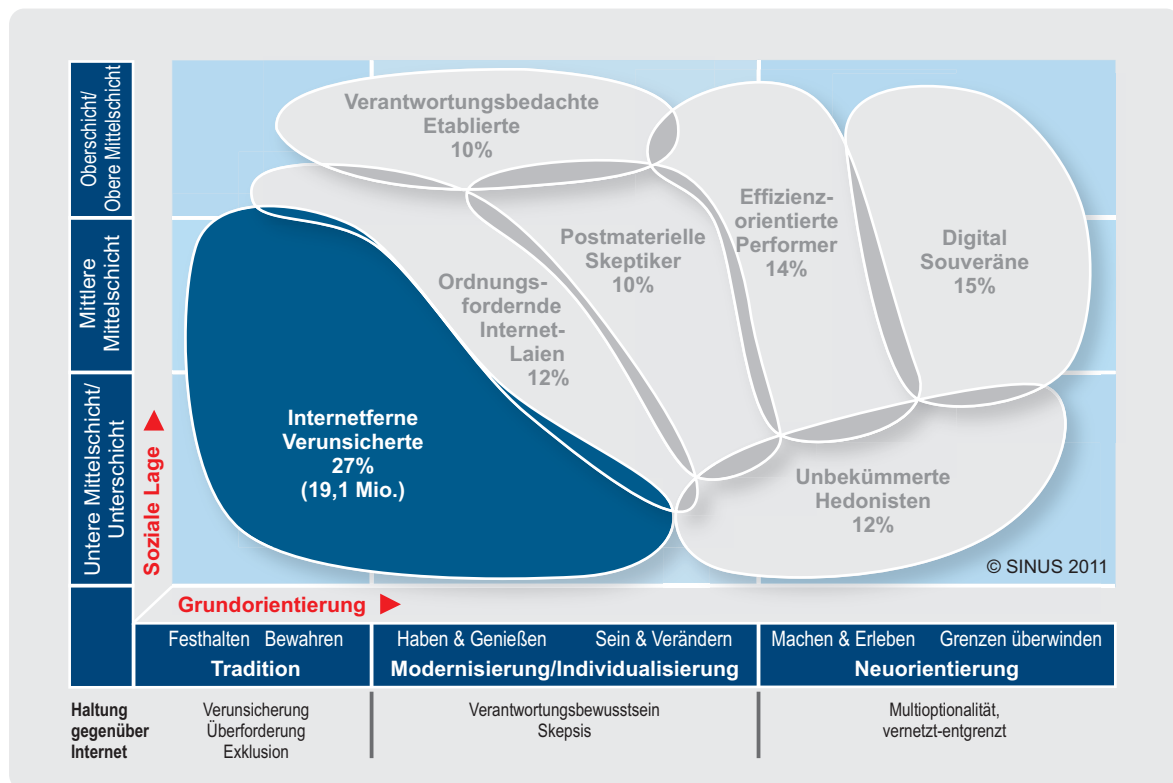 Oberschicht/
Obere Mittelschicht
Mittlere
Mittelschicht
Untere Mittelschicht/
Unterschicht
Soziale Lage
Verantwortungsbedachte
Etablierte
10%
Postmaterielle
Skeptiker
10%
Effizienz-
orientierte
Performer
14%
Digital
Souveräne
15%
Ordnungs-
fordernde
Internet-
Laien
12%
Internetferne
Verunsicherte
27%
(19,1 Mio.)
Unbekümmerte
Hedonisten
12%
© SINUS 2011
Grundorientierung
Festhalten Bewahren
Tradition
Haben & Genießen Sein & Verändern
Modernisierung/Individualisierung
Machen & Erleben Grenzen überwinden
Neuorientierung
Haltung
gegenüber
Internet
Verunsicherung
Überforderung
Exklusion
Verantwortungsbewusstsein
Skepsis
Multioptionalität,
vernetzt-entgrenzt